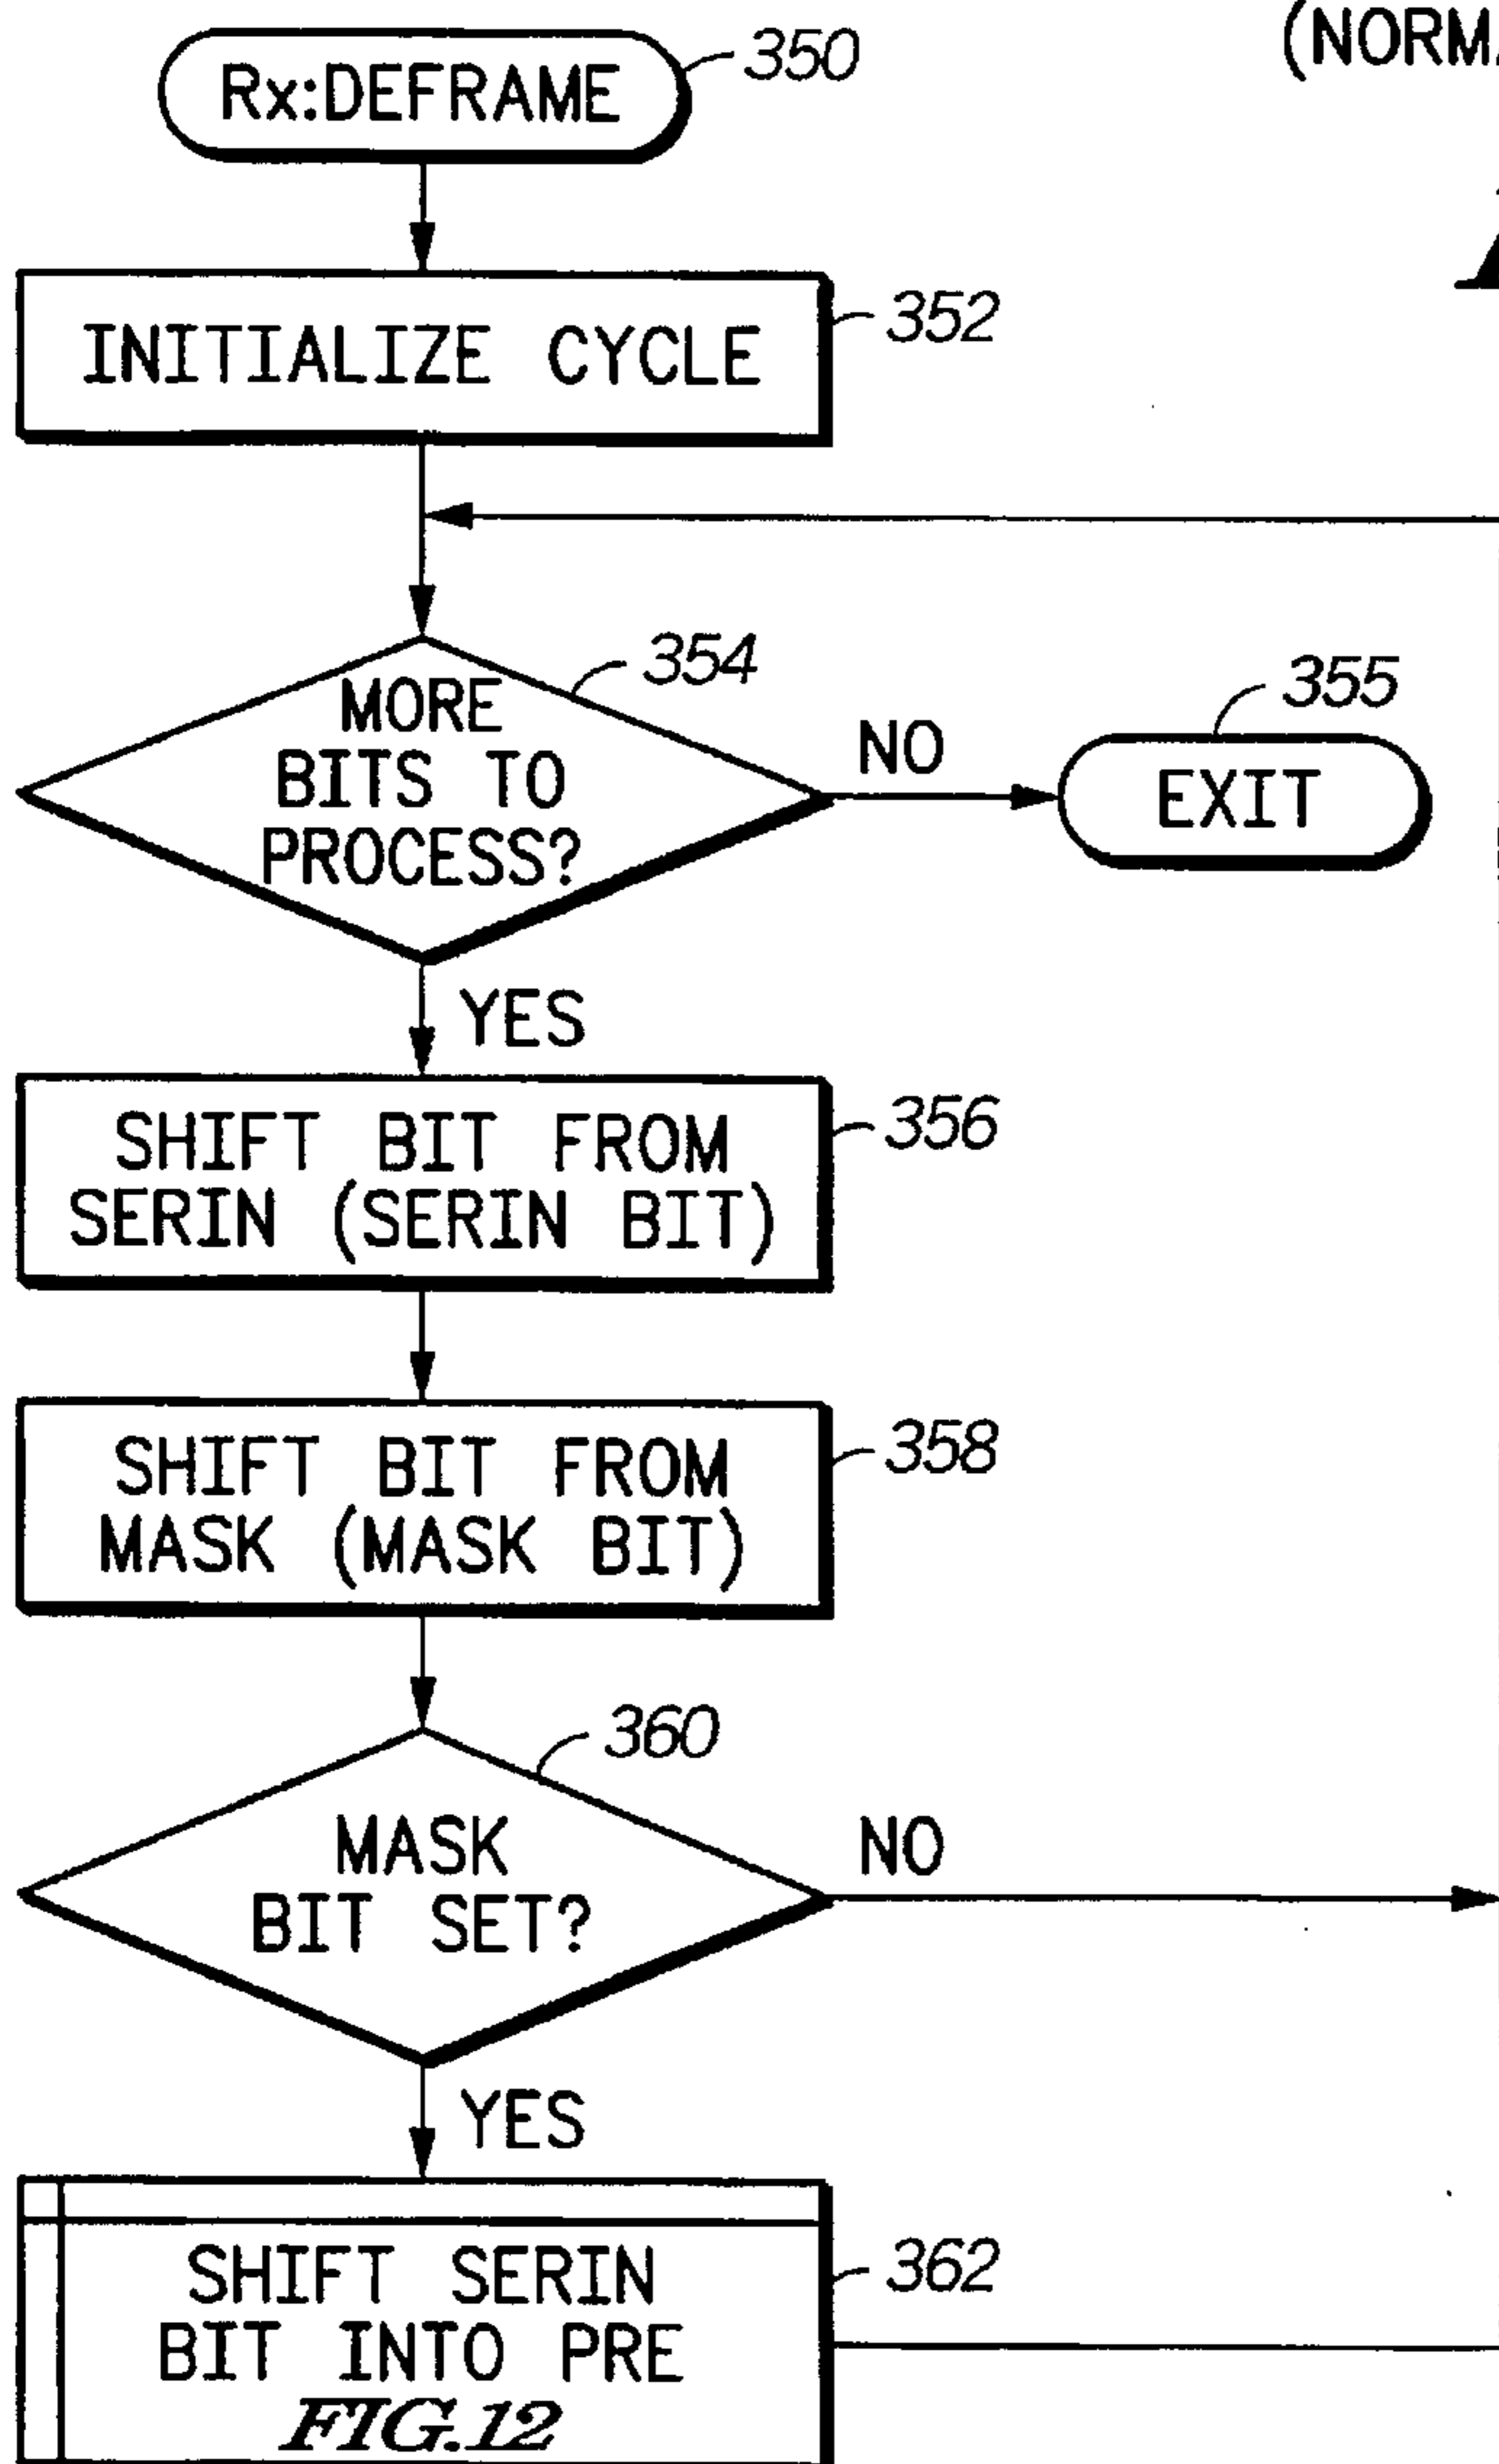 Rx:DEFRAME
350
(NORM
INITIALIZE CYCLE
352
MORE
BITS TO
PROCESS?
354
NO
EXIT
355
YES
SHIFT BIT FROM
SERIN (SERIN BIT)
356
SHIFT BIT FROM
MASK (MASK BIT)
358
MASK
BIT SET?
360
NO
YES
SHIFT SERIN
BIT INTO PRE
FIG.12
362